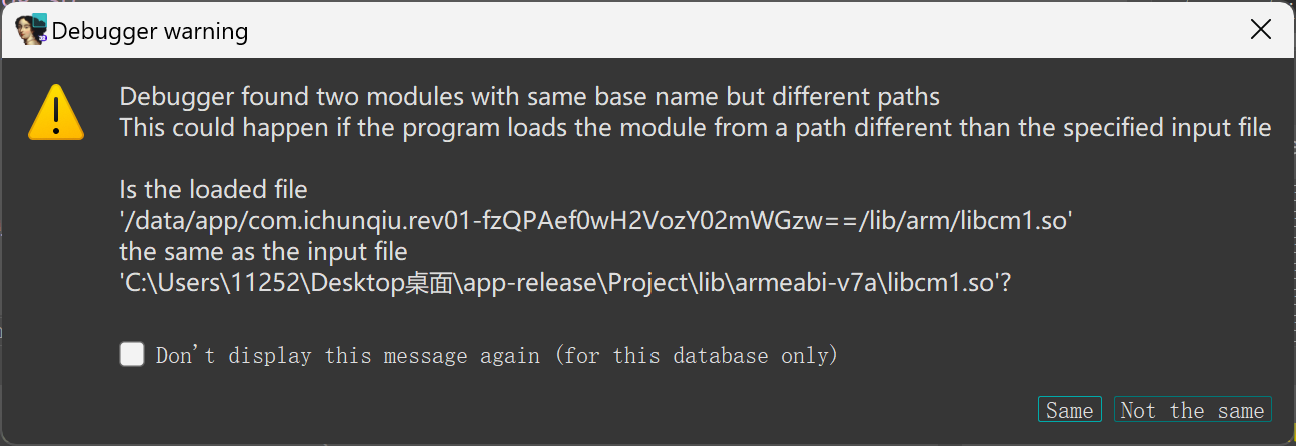 Debugger warning
Debugger found two modules with same base name but different paths
This could happen if the program loads the module from a path different than the specified input file
Is the loaded file
'/data/app/com.ichunqiu.rev01-fzQPAef0wH2VozY02mWGzw==/lib/arm/libcm1.so'
the same as the input file
'C:\Users\11252\Desktop桌面\app-release\Project\lib\armeabi-v7a\libcm1.so'?
Don't display this message again (for this database only)
Same
Not the same